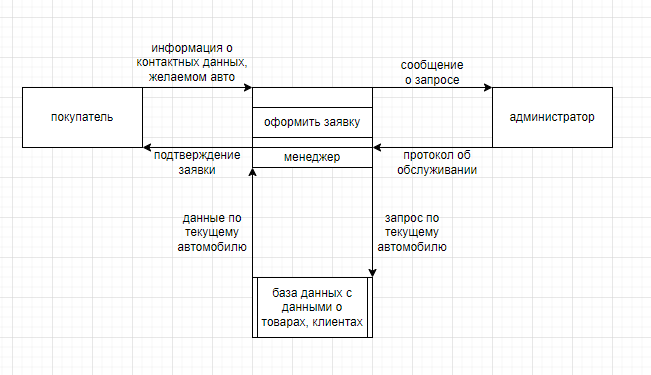 информация о
контактных данных,
желаемом авто
сообщение
о запросе
покупатель
оформить заявку
администратор
подтверждение
заявки
менеджер
протокол об
обслуживании
данные по
текущему
автомобилю
запрос по
текущему
автомобилю
база данных с
данными о
товарах, клиентах